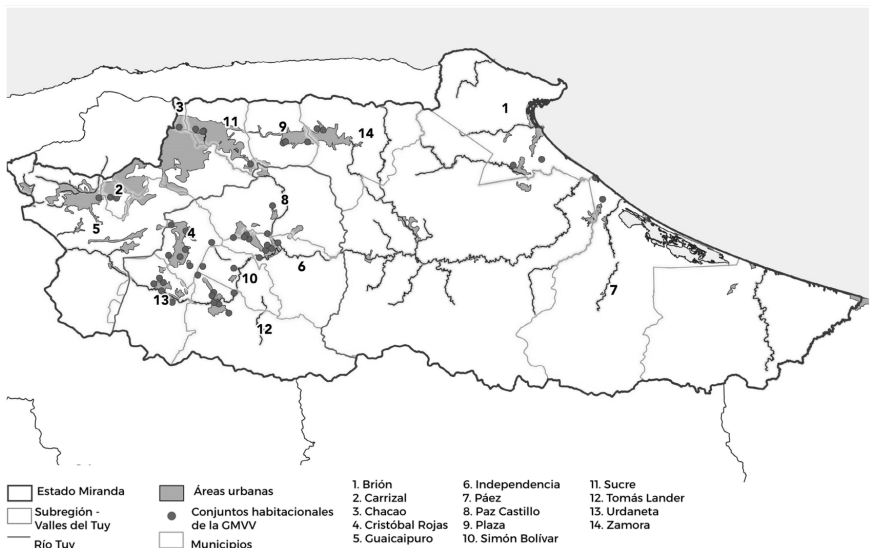 1
3
11
9
14
2
8
5
4
6
10
7
13
12
Estado Miranda
Subregión -
Valles del Tuy
Río Tuy
Áreas urbanas
Conjuntos habitacionales
de la GMVV
Municipios
1. Brión
2. Carrizal
3. Chacao
4. Cristóbal Rojas
5. Guaicaipuro
6. Independencia
7. Páez
8. Paz Castillo
9. Plaza
10. Simón Bolívar
11. Sucre
12. Tomás Lander
13. Urdaneta
14. Zamora